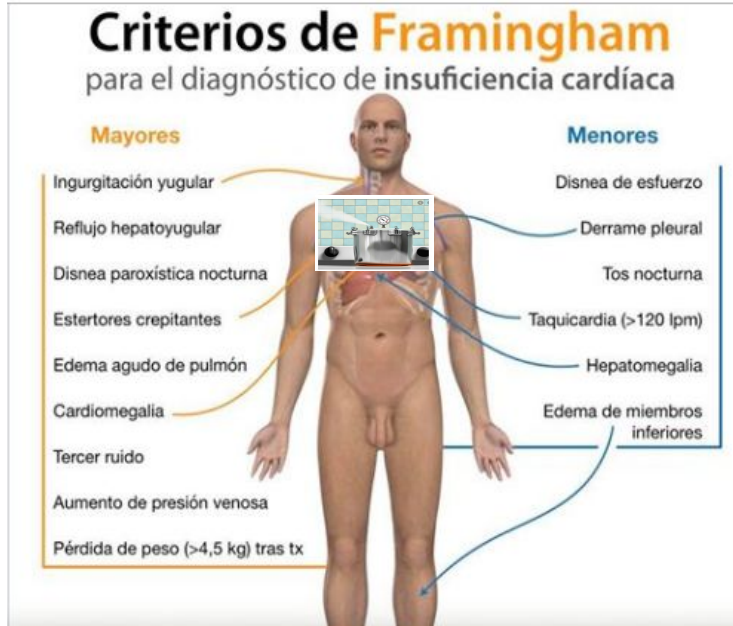 Criterios de Framingham
para el diagnóstico de insuficiencia cardíaca
Mayores
Ingurgitación yugular
Reflujo hepatoyugular
Disnea paroxística nocturna
Estertores crepitantes
Edema agudo de pulmón
Cardiomegalia
Tercer ruido
Aumento de presión venosa
Pérdida de peso (>4,5 kg) tras tx
Menores
Disnea de esfuerzo
Derrame pleural
Tos nocturna
Taquicardia (>120 lpm)
Hepatomegalia
Edema de miembros
inferiores